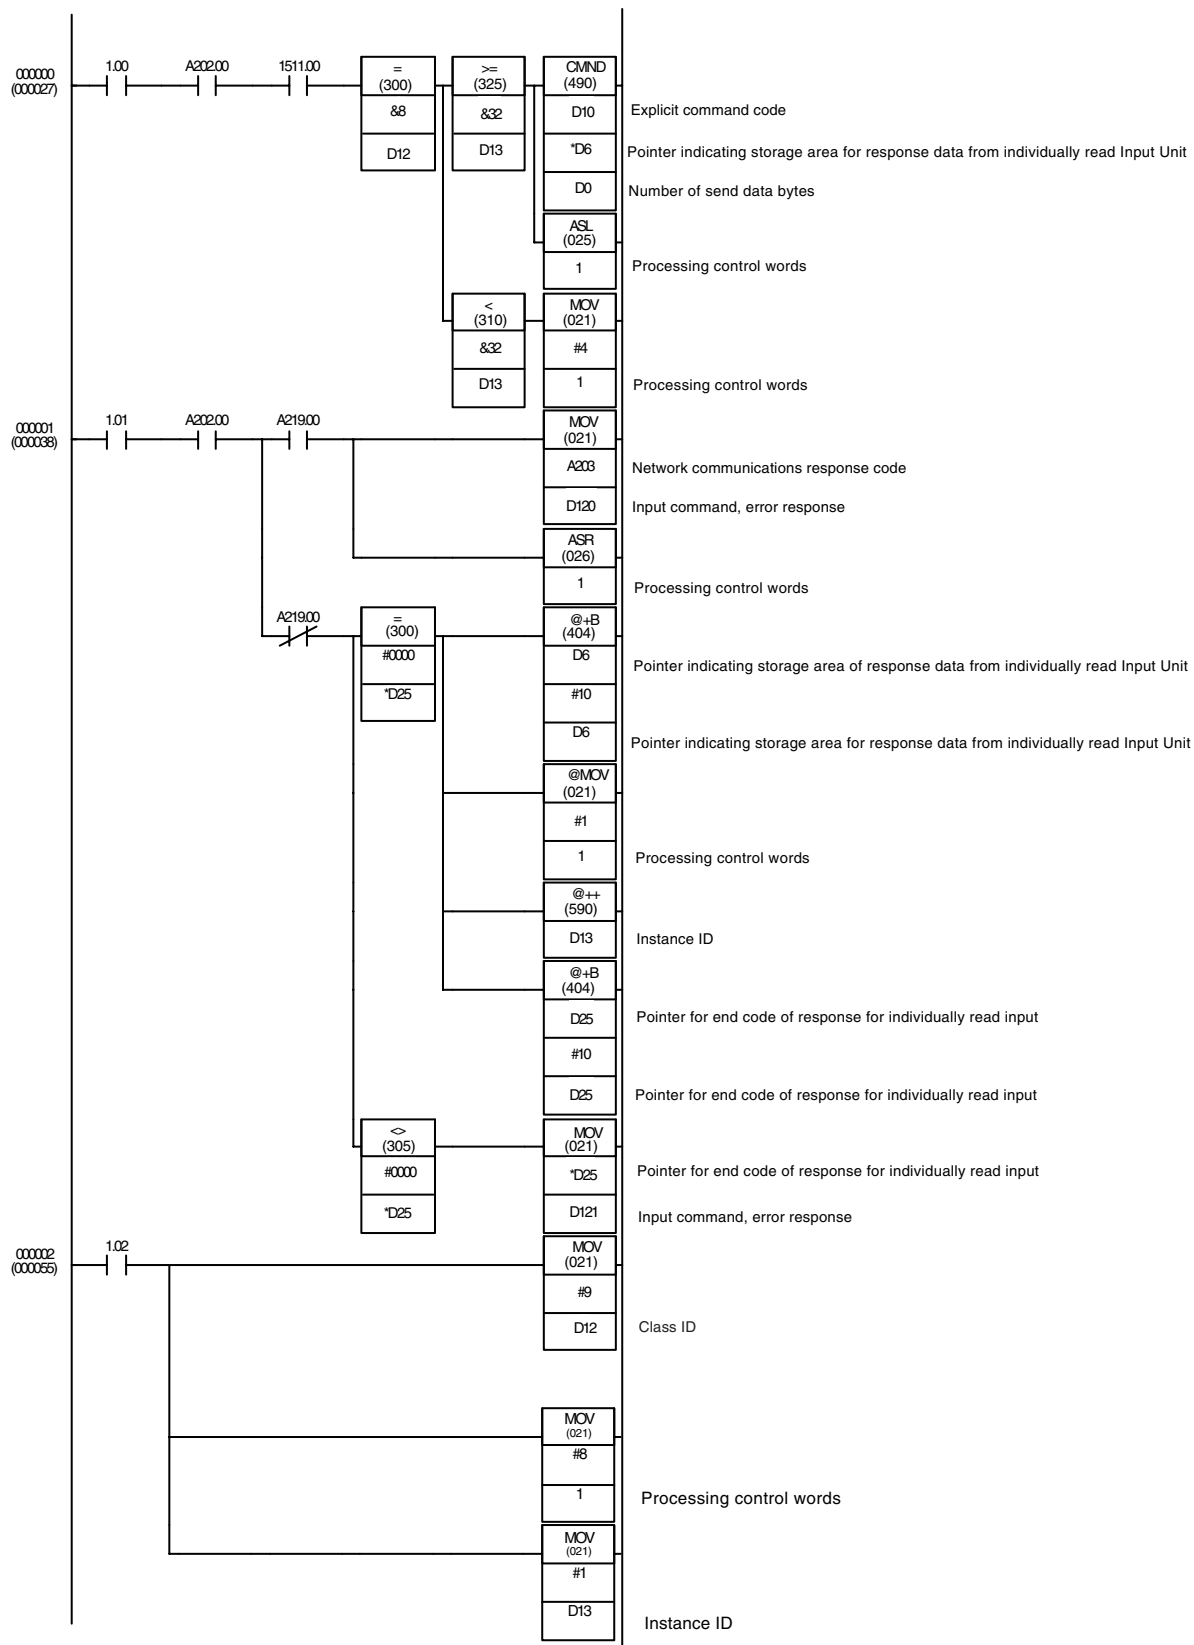 000000
(000027)
1.00
A202.00
1511.00
=
(300)
&8
D12
>=
(325)
&32
D13
CMND
(490)
D10
Explicit command code
*D6
Pointer indicating storage area for response data from individually read Input Unit
D0
Number of send data bytes
ASL
(025)
1
Processing control words
<
(310)
&32
D13
MOV
(021)
#4
1
Processing control words
000001
(000038)
1.01
A202.00
A219.00
MOV
(021)
A203
Network communications response code
D120
Input command, error response
ASR
(026)
1
Processing control words
A219.00
=
(300)
#0000
*D25
@+B
(404)
D6
Pointer indicating storage area of response data from individually read Input Unit
#10
D6
Pointer indicating storage area for response data from individually read Input Unit
@MOV
(021)
#1
1
Processing control words
@++
(590)
D13
Instance ID
@+B
(404)
D25
Pointer for end code of response for individually read input
#10
D25
Pointer for end code of response for individually read input
<>
(305)
#0000
*D25
MOV
(021)
*D25
Pointer for end code of response for individually read input
D121
Input command, error response
000002
(000055)
1.02
MOV
(021)
#9
D12
Class ID
MOV
(021)
#8
1
Processing control words
MOV
(021)
#1
D13
Instance ID